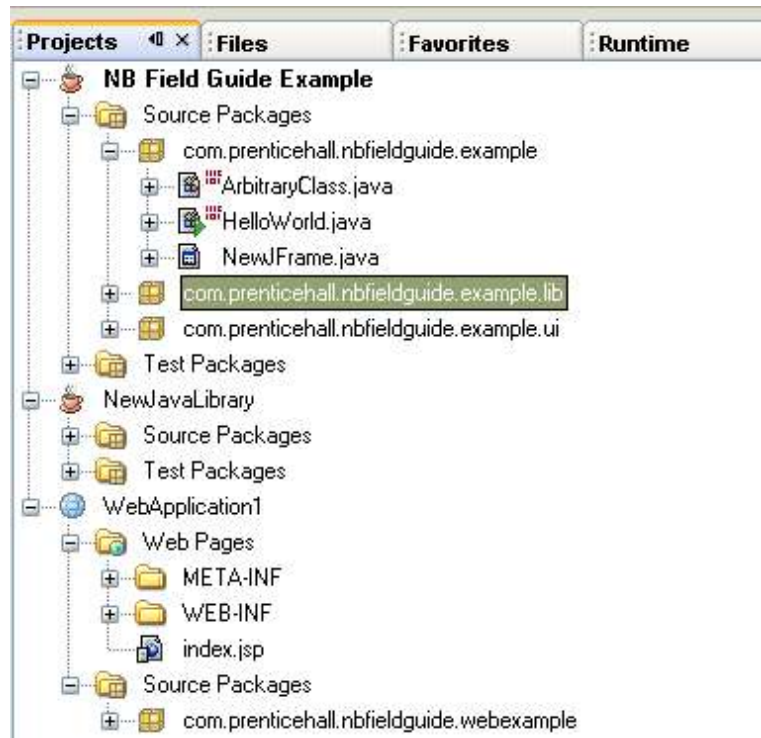 Projects Files Favorites Runtime
NB Field Guide Example
Source Packages
com.prenticehall.nbfieldguide.example
ArbitraryClass.java
HelloWorld.java
NewJFrame.java
com.prenticehall.nbfieldguide.example.lib
com.prenticehall.nbfieldguide.example.ui
Test Packages
NewJavaLibrary
Source Packages
Test Packages
WebApplication1
Web Pages
META-INF
WEB-INF
index.jsp
Source Packages
com.prenticehall.nbfieldguide.webexample